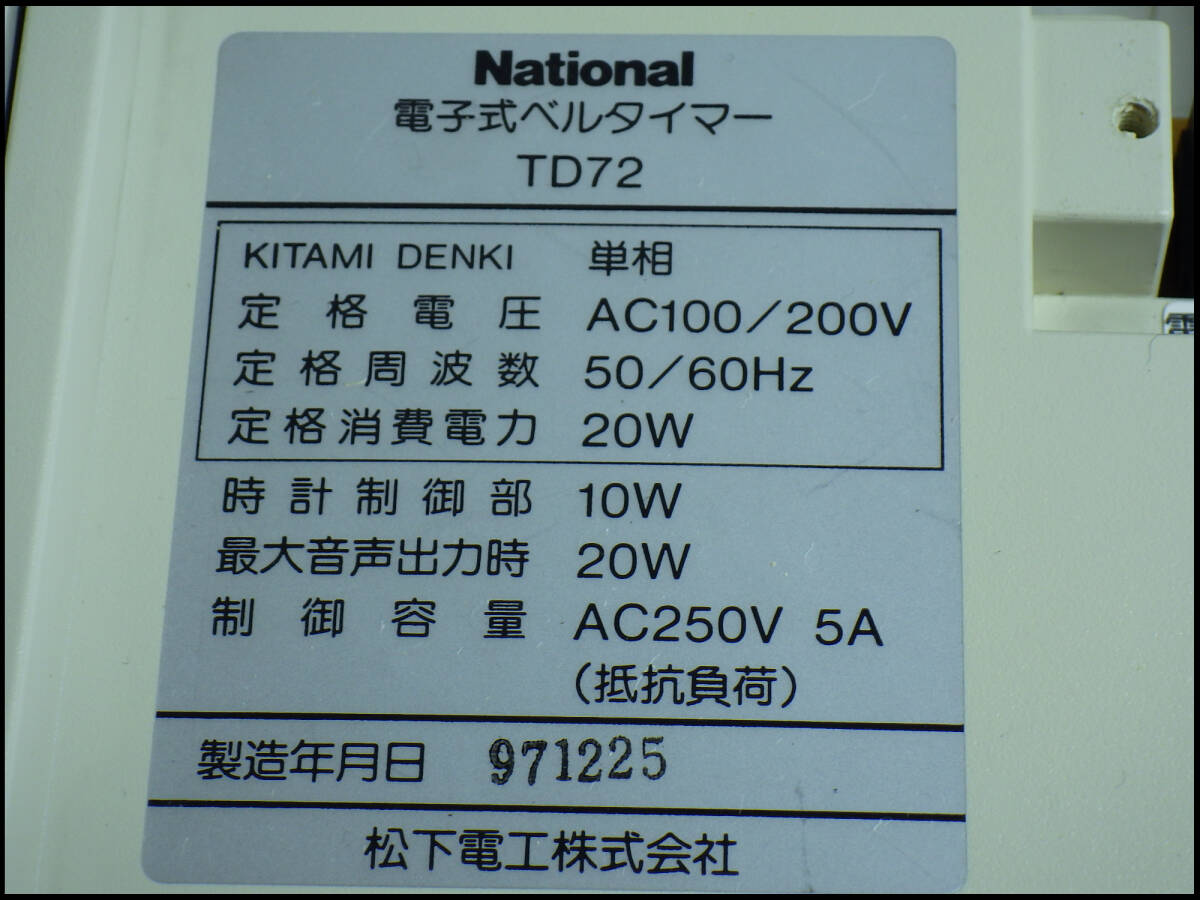 National
電子式ベルタイマー
TD72
KITAMI DENKI 単相
定格電圧 AC100/200V
定格周波数 50/60Hz
定格消費電力 20W
時計制御部 10W
最大音声出力時 20W
制御容量 AC250V 5A
(抵抗負荷)
製造年月日 971225
松下電工株式会社